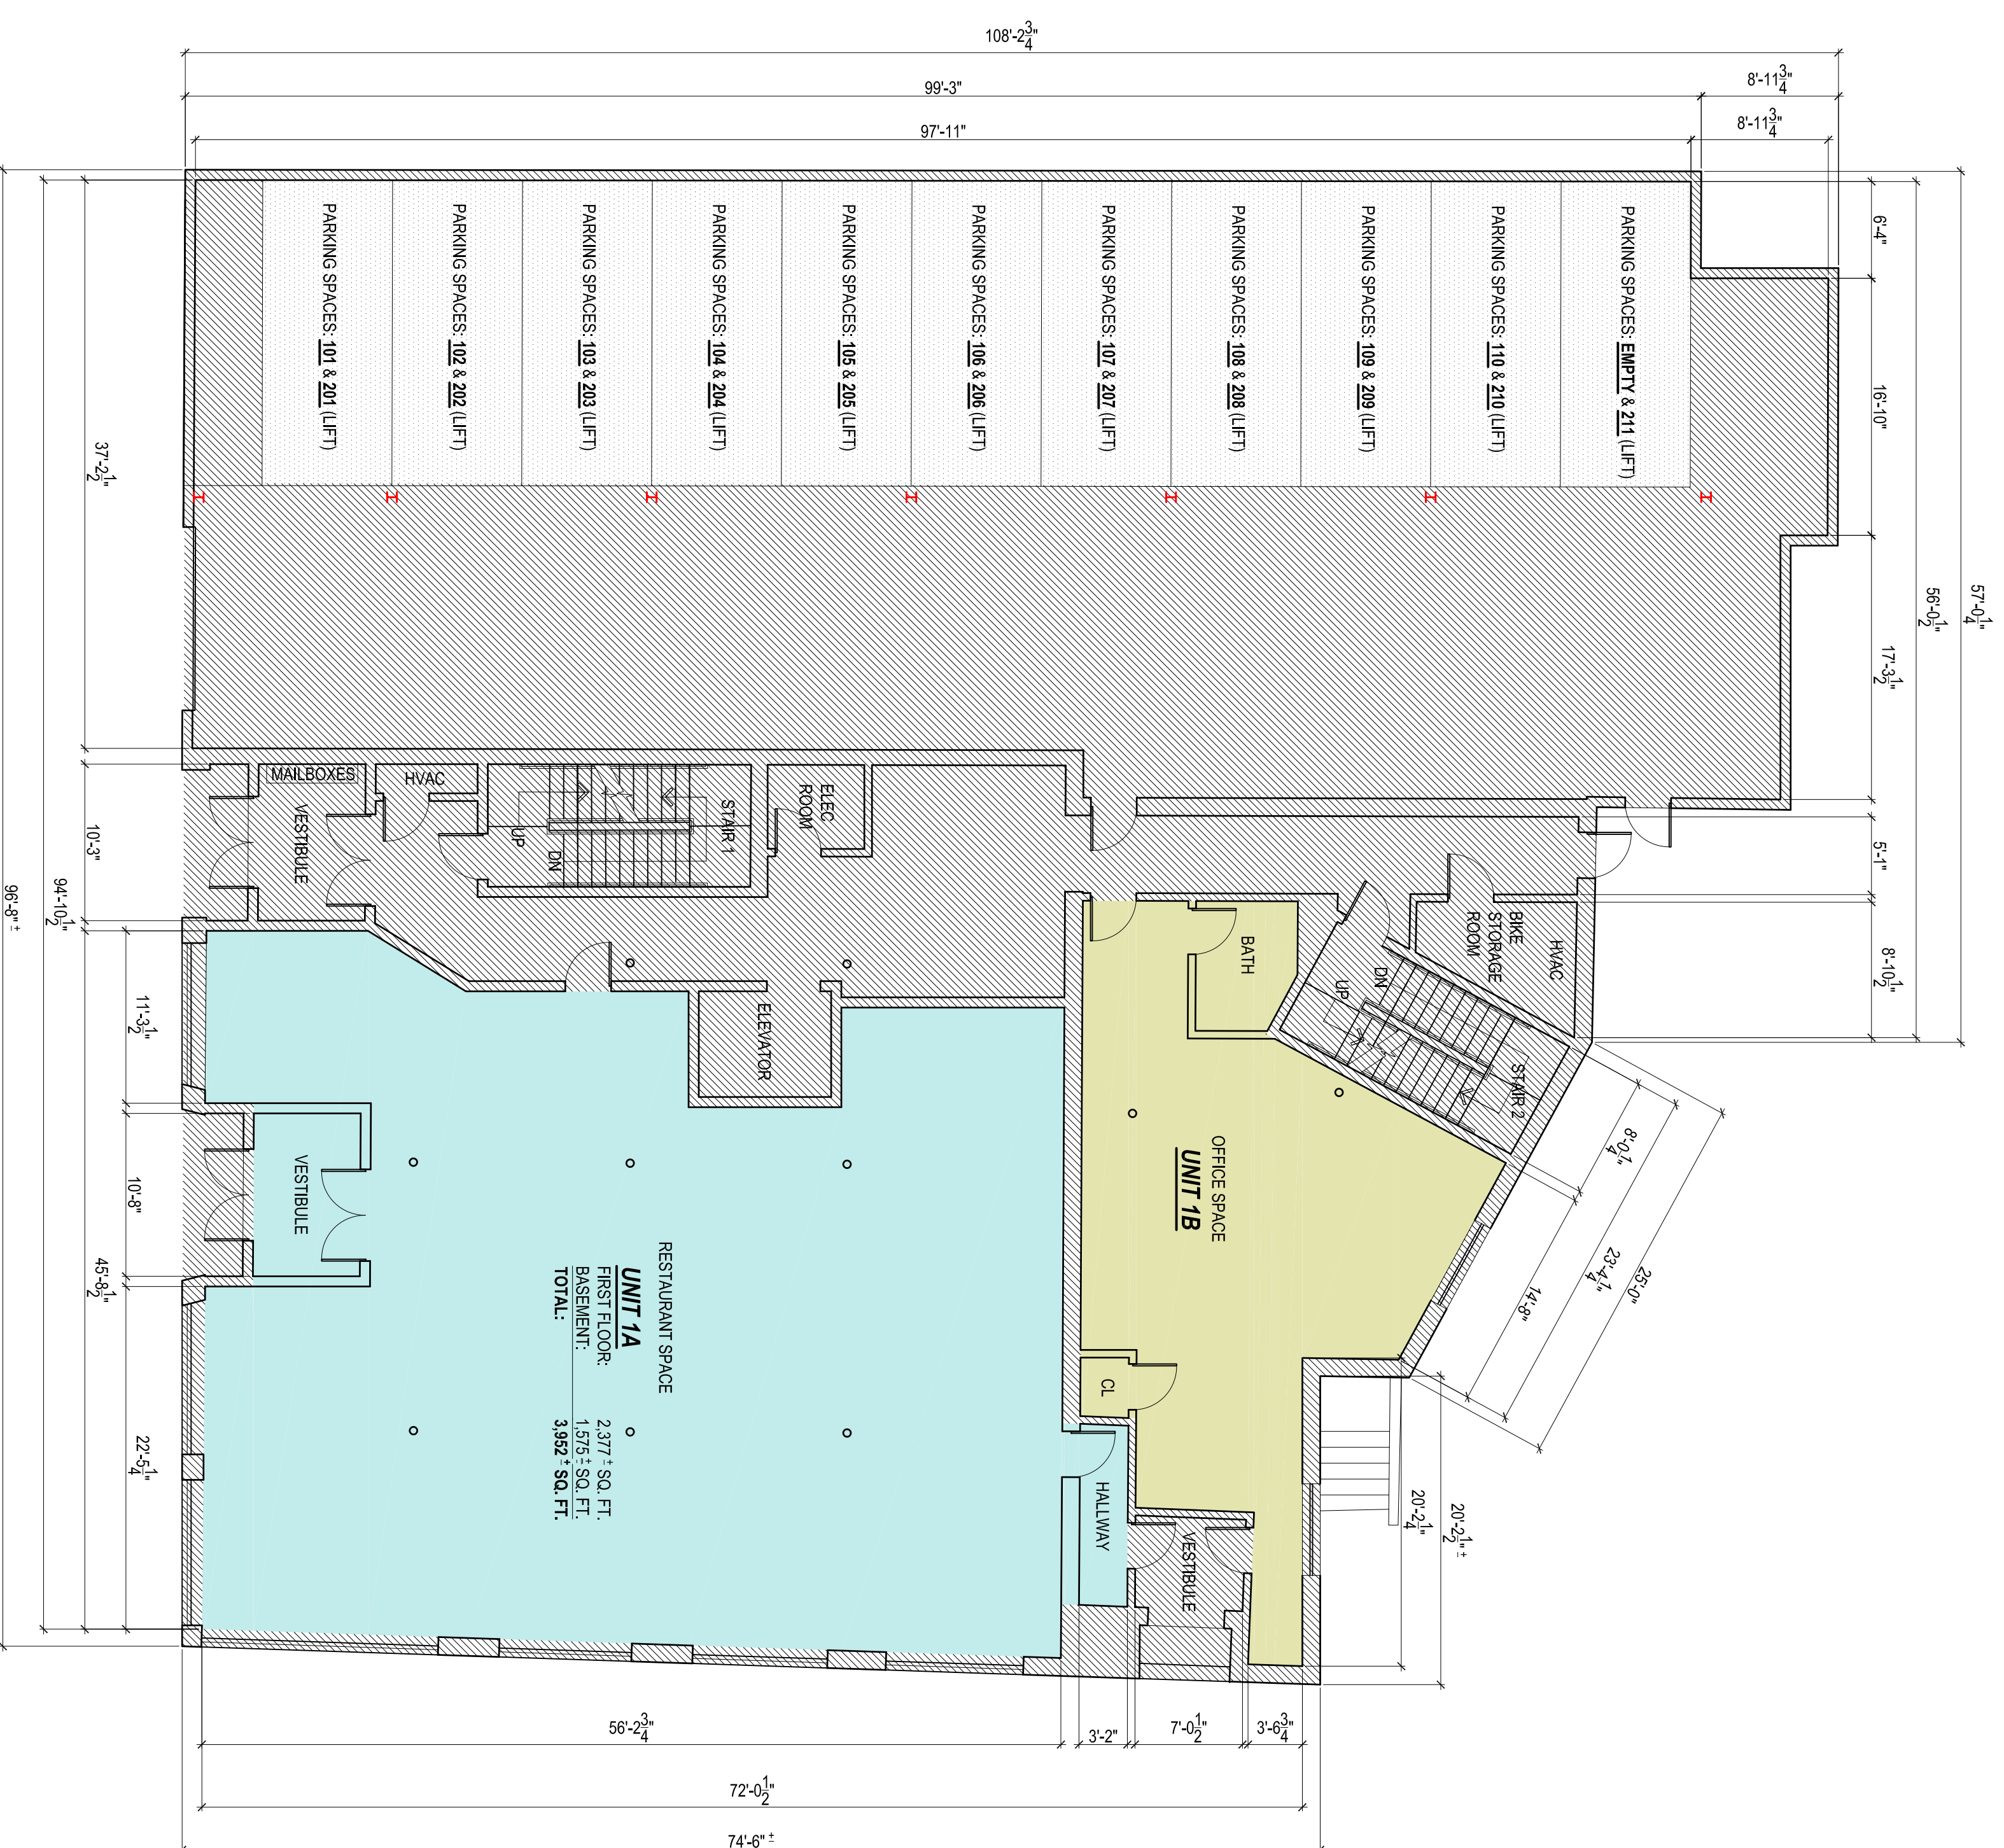 108'-2 3/4"
99'-3"
8'-11 3/4"
97'-11"
8'-11 3/4"
PARKING SPACES: 101 & 201 (LIFT)
PARKING SPACES: 102 & 202 (LIFT)
PARKING SPACES: 103 & 203 (LIFT)
PARKING SPACES: 104 & 204 (LIFT)
PARKING SPACES: 105 & 205 (LIFT)
PARKING SPACES: 106 & 206 (LIFT)
PARKING SPACES: 107 & 207 (LIFT)
PARKING SPACES: 108 & 208 (LIFT)
PARKING SPACES: 109 & 209 (LIFT)
PARKING SPACES: 110 & 210 (LIFT)
PARKING SPACES: EMPTY & 211 (LIFT)
6'-4"
16'-10"
17'-3 1/2"
5'-1"
8'-10 1/2"
56'-0 1/2"
57'-0 1/4"
37'-2 1/2"
10'-3"
45'-8 1/2"
94'-10 1/2"
96'-8" ±
11'-3 1/2"
10'-8"
22'-5 1/4"
MAILBOXES
VESTIBULE
HVAC
STAIR 1
UP
DN
ELEC
ROOM
ELEVATOR
BIKE
STORAGE
ROOM
HVAC
BATH
DN
UP
STAIR 2
OFFICE SPACE
UNIT 1B
CL
HALLWAY
VESTIBULE
VESTIBULE
RESTAURANT SPACE
UNIT 1A
FIRST FLOOR: 2,377 ± SQ. FT.
BASEMENT: 1,575 ± SQ. FT.
TOTAL: 3,952 ± SQ. FT.
8'-0 1/4"
14'-8"
23'-4 1/4"
25'-0"
20'-2 1/4"
20'-2 1/2" ±
56'-2 3/4"
3'-2"
7'-0 1/2"
3'-6 3/4"
72'-0 1/2"
74'-6" ±